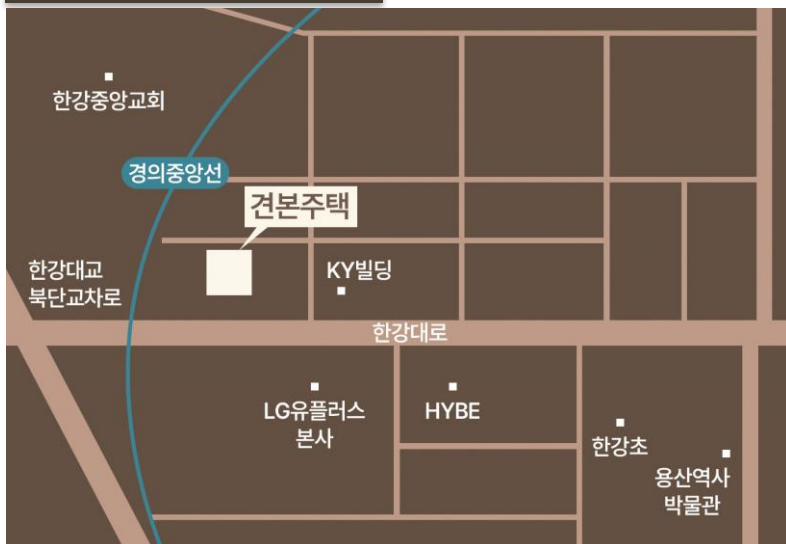 한강중앙교회
경의중앙선
견본주택
한강대교
북단교차로
KY빌딩
한강대로
LG유플러스
본사
HYBE
한강초
용산역사
박물관